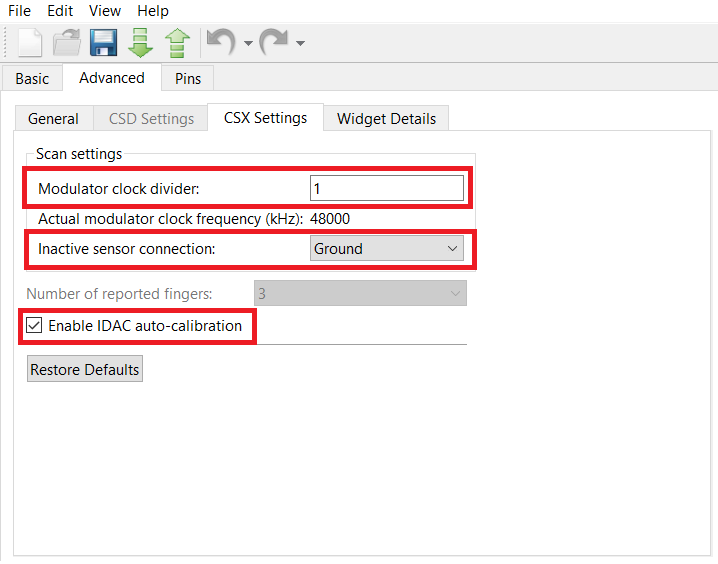 File Edit View Help
Basic Advanced Pins
General CSD Settings CSX Settings Widget Details
Scan settings
Modulator clock divider: 1
Actual modulator clock frequency (kHz): 48000
Inactive sensor connection: Ground
Number of reported fingers: 3
Enable IDAC auto-calibration
Restore Defaults